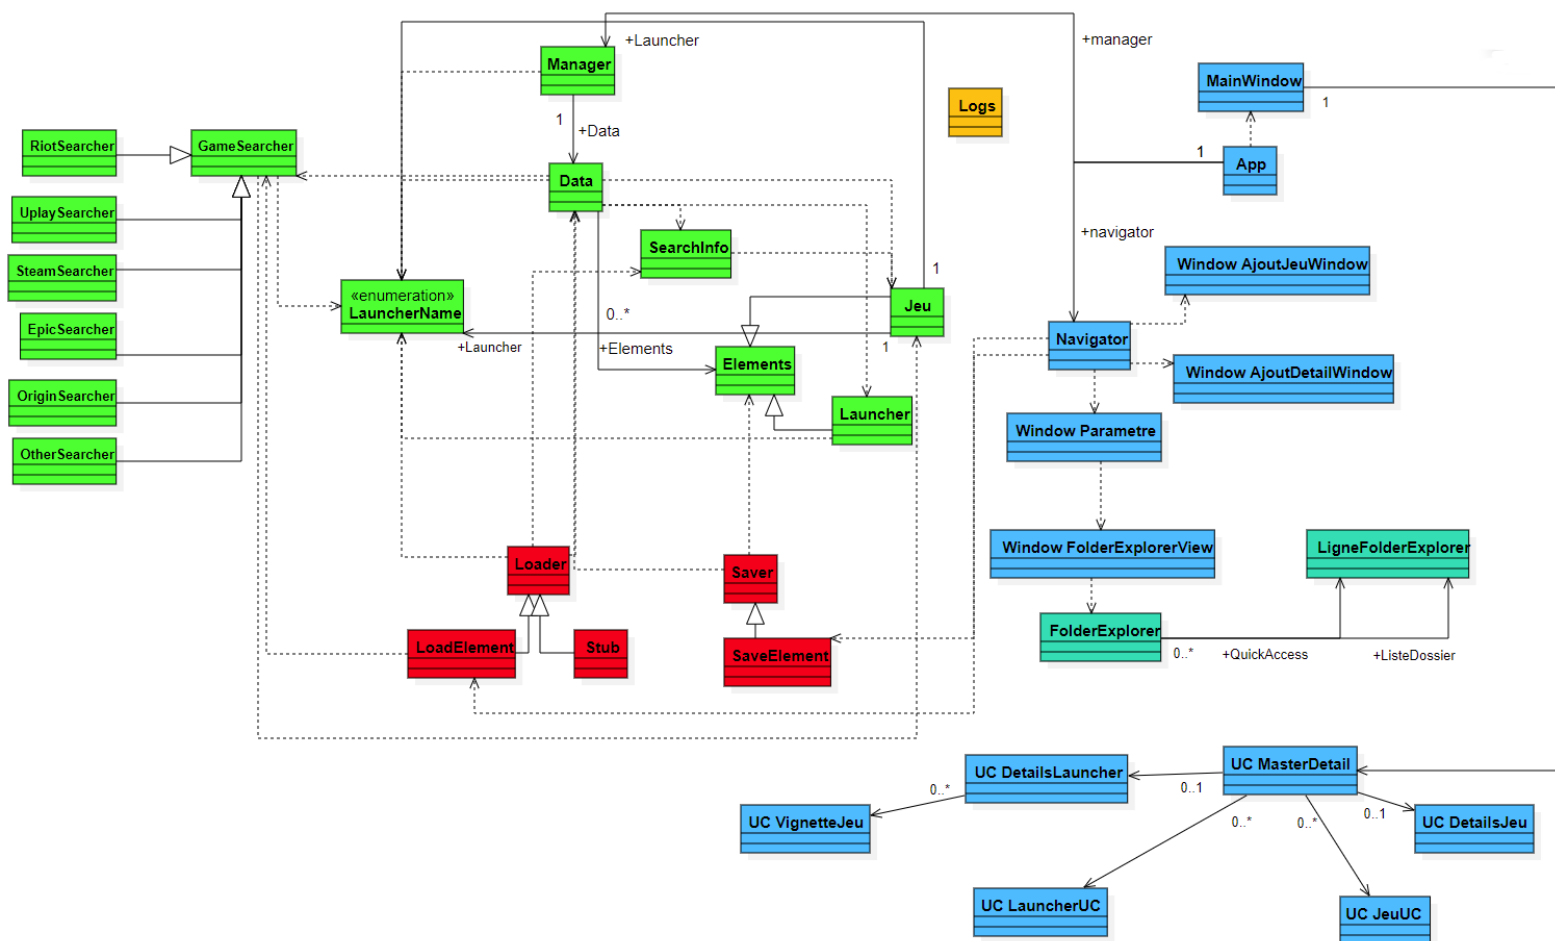 +Launcher
+manager
Manager
MainWindow
1
Logs
1
+Data
RiotSearcher
GameSearcher
1
App
Data
UplaySearcher
+navigator
SearchInfo
SteamSearcher
Window AjoutJeuWindow
1
«enumeration»
LauncherName
Jeu
0..*
EpicSearcher
Navigator
+Launcher
+Elements
1
Elements
Window AjoutDetailWindow
OriginSearcher
Launcher
Window Parametre
OtherSearcher
Window FolderExplorerView
LigneFolderExplorer
Loader
Saver
FolderExplorer
LoadElement
Stub
SaveElement
0..*
+QuickAccess
+ListeDossier
UC DetailsLauncher
UC MasterDetail
0..*
0..1
UC VignetteJeu
0..*
0..*
0..1
UC DetailsJeu
UC LauncherUC
UC JeuUC